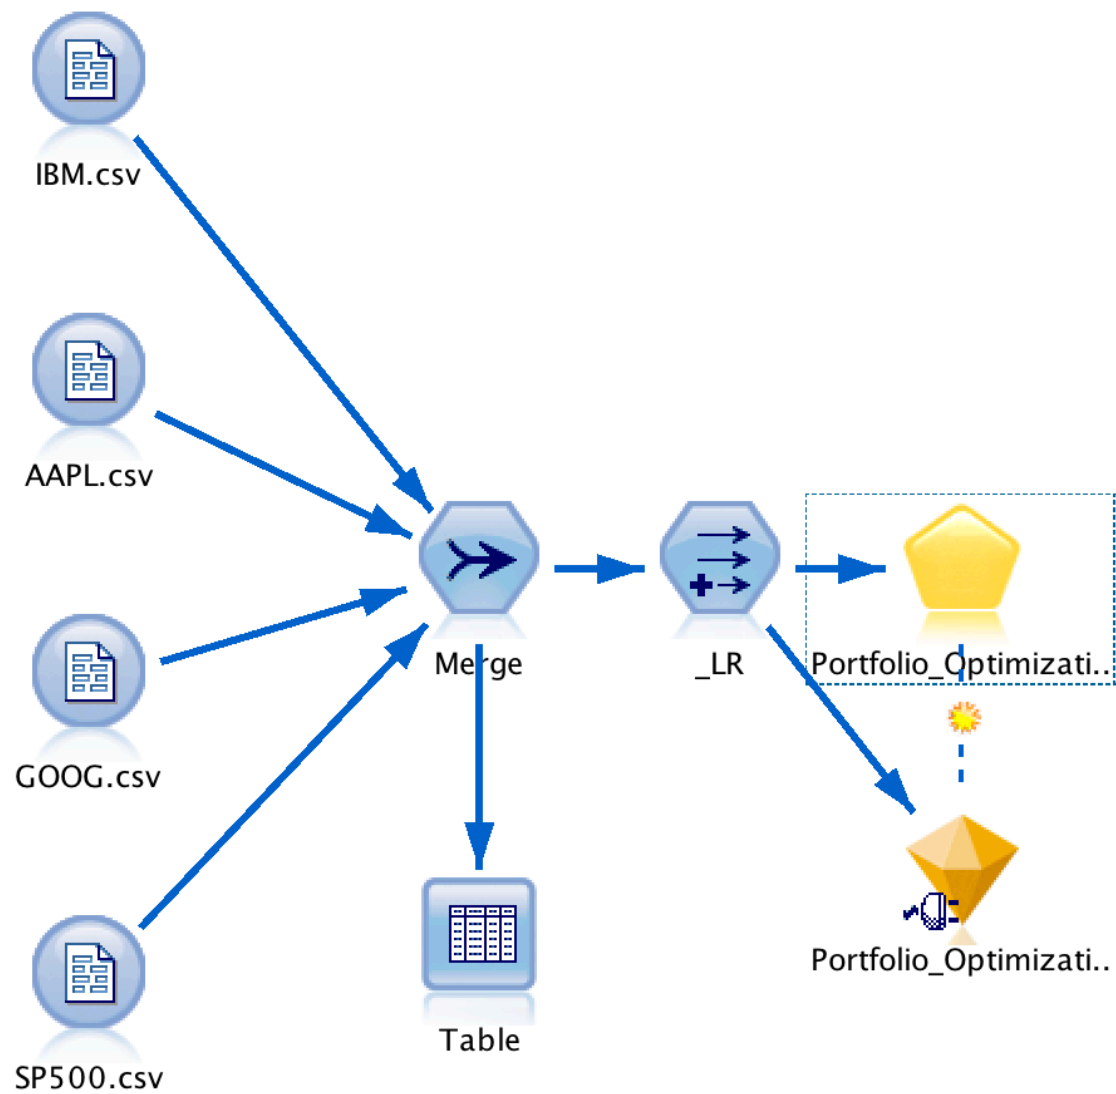 IBM.csv
AAPL.csv
GOOG.csv
SP500.csv
Merge
Table
_LR
Portfolio_Optimizati..
Portfolio_Optimizati..